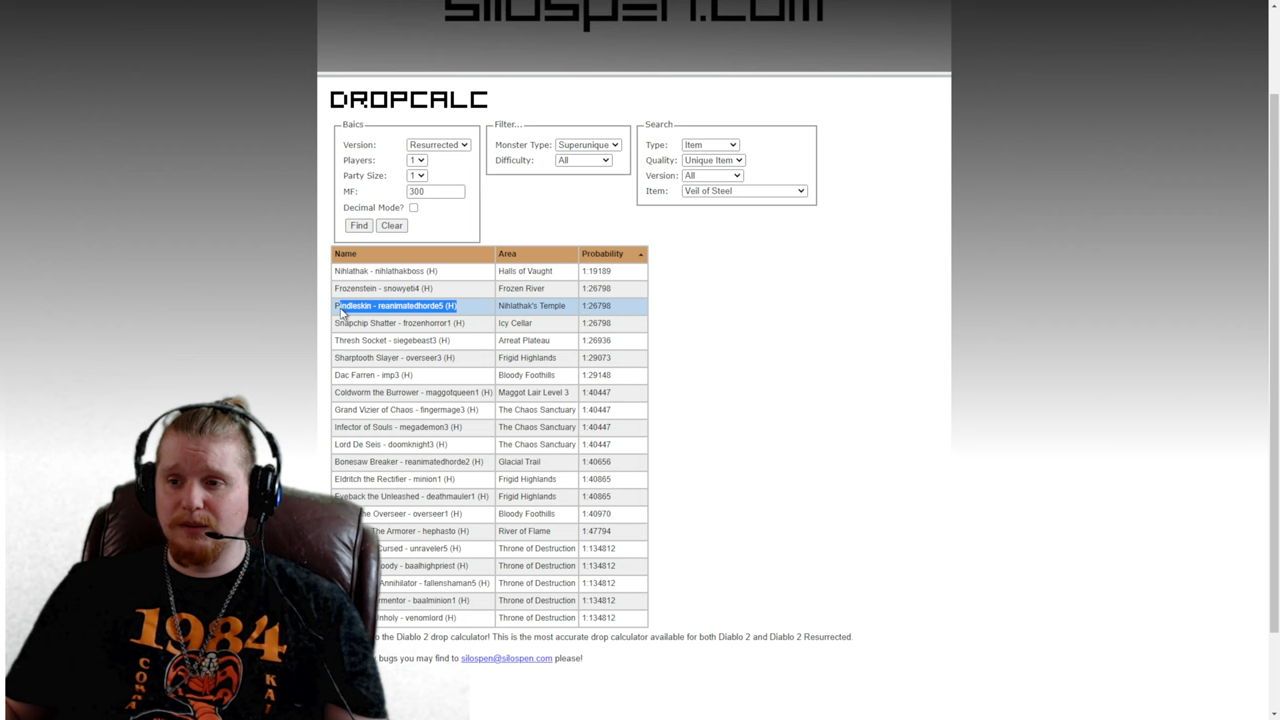 silospen.com
DROPCALC
Baics
Version: Resurrected
Players: 1
Party Size: 1
MF: 300
Decimal Mode?
Find Clear
Filter...
Monster Type: Superunique
Difficulty: All
Search
Type: Item
Quality: Unique Item
Version: All
Item: Veil of Steel
Name Area Probability
Nihlathak - nihlathakboss (H) Halls of Vaught 1:19189
Frozenstein - snowyeti4 (H) Frozen River 1:26798
Pindleskin - reanimatedhorde5 (H) Nihlathak's Temple 1:26798
Snapchip Shatter - frozenhorror1 (H) Icy Cellar 1:26798
Thresh Socket - siegebeast3 (H) Arreat Plateau 1:26936
Sharptooth Slayer - overseer3 (H) Frigid Highlands 1:29073
Dac Farren - imp3 (H) Bloody Foothills 1:29148
Coldworm the Burrower - maggotqueen1 (H) Maggot Lair Level 3 1:40447
Grand Vizier of Chaos - fingermage3 (H) The Chaos Sanctuary 1:40447
Infector of Souls - megademon3 (H) The Chaos Sanctuary 1:40447
Lord De Seis - doomknight3 (H) The Chaos Sanctuary 1:40447
Bonesaw Breaker - reanimatedhorde2 (H) Glacial Trail 1:40656
Eldritch the Rectifier - minion1 (H) Frigid Highlands 1:40865
Eyeback the Unleashed - deathmauler1 (H) Frigid Highlands 1:40865
the Overseer - overseer1 (H) Bloody Foothills 1:40970
The Armorer - hephasto (H) River of Flame 1:47794
Cursed - unraveler5 (H) Throne of Destruction 1:134812
oody - baalhighpriest (H) Throne of Destruction 1:134812
Annihilator - fallenshaman5 (H) Throne of Destruction 1:134812
rmentor - baalminion1 (H) Throne of Destruction 1:134812
nholy - venomlord (H) Throne of Destruction 1:134812
to the Diablo 2 drop calculator! This is the most accurate drop calculator available for both Diablo 2 and Diablo 2 Resurrected.
bugs you may find to silospen@silospen.com please!
1984